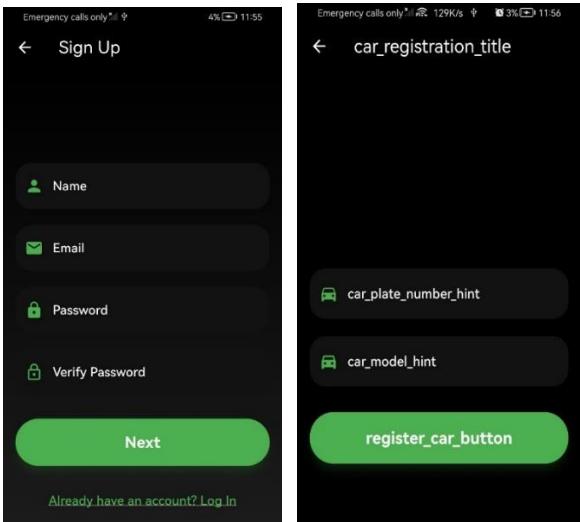 Emergency calls only 4% 11:55
Sign Up
Name
Email
Password
Verify Password
Next
Already have an account? Log In
Emergency calls only 129K/s 3% 11:56
car_registration_title
car_plate_number_hint
car_model_hint
register_car_button